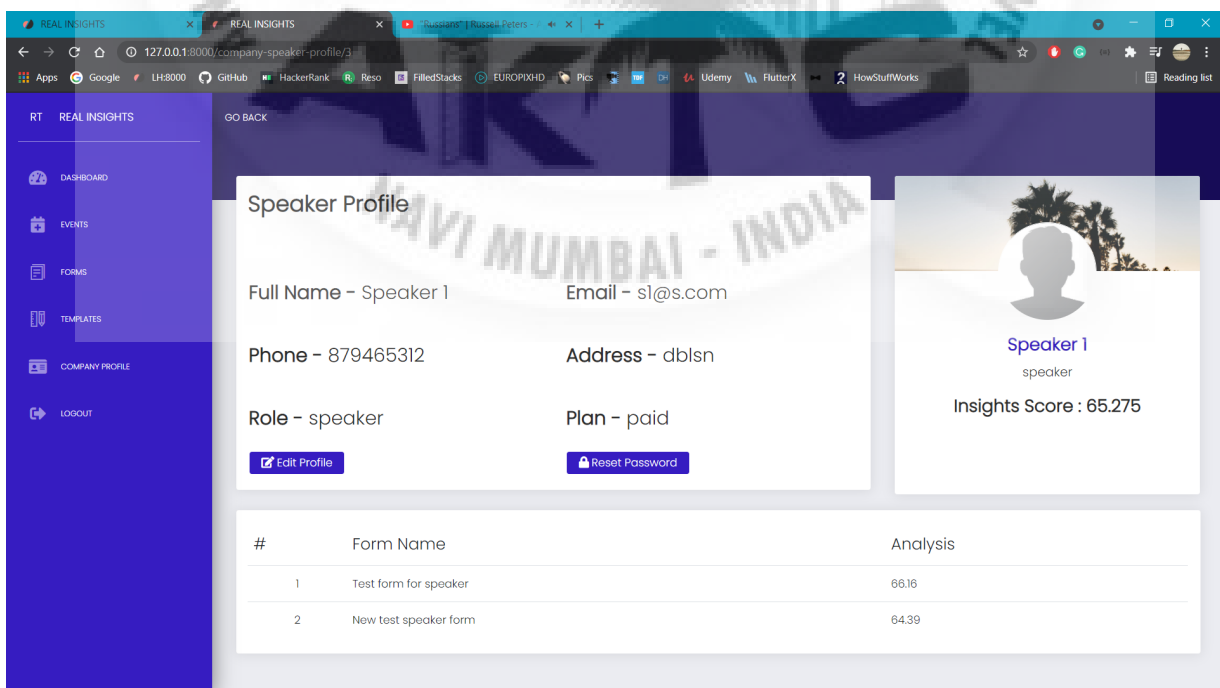 REAL INSIGHTS
REAL INSIGHTS
"Russians" | Russell Peters -
127.0.0.1:8000/company-speaker-profile/3
Apps Google LH:8000 GitHub HackerRank Reso FilledStacks EUROPIXHD Pics DH Udemy FlutterX HowStuffWorks Reading list
RT REAL INSIGHTS
GO BACK
AKTC
NAVI MUMBAI - INDIA
DASHBOARD
EVENTS
FORMS
TEMPLATES
COMPANY PROFILE
LOGOUT
Speaker Profile
Full Name - Speaker 1 Email - s1@s.com
Phone - 879465312 Address - dblsn
Role - speaker Plan - paid
Edit Profile Reset Password
Speaker 1
speaker
Insights Score : 65.275
# Form Name Analysis
1 Test form for speaker 66.16
2 New test speaker form 64.39